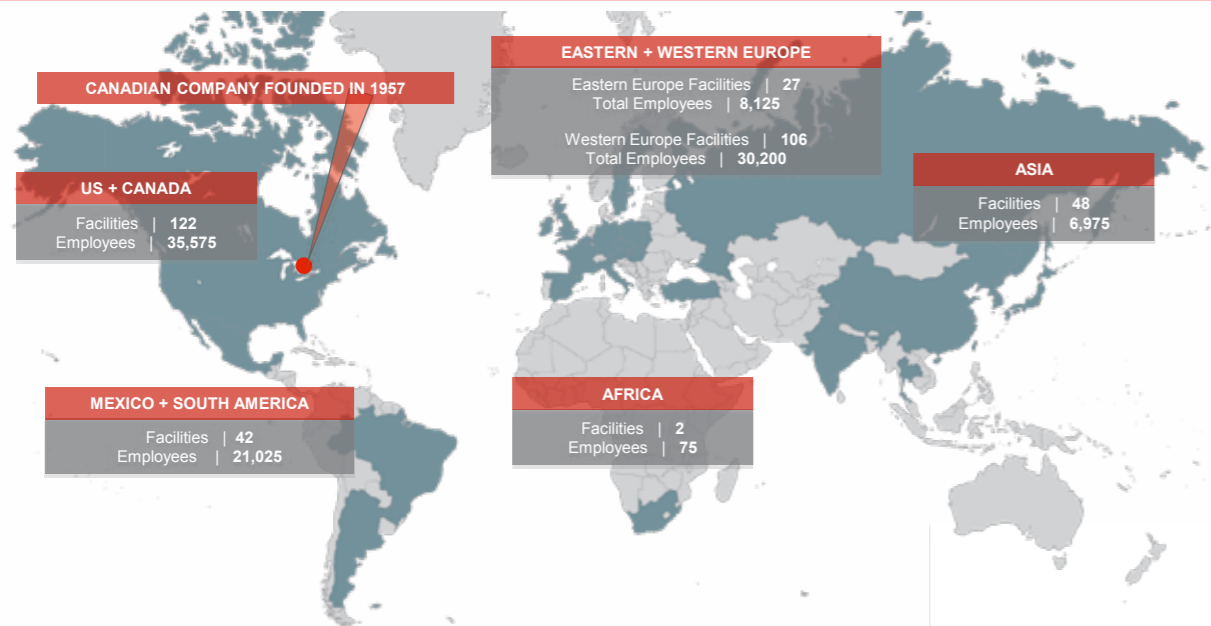 CANADIAN COMPANY FOUNDED IN 1957
EASTERN + WESTERN EUROPE
Eastern Europe Facilities | 27
Total Employees | 8,125
Western Europe Facilities | 106
Total Employees | 30,200
US + CANADA
Facilities | 122
Employees | 35,575
ASIA
Facilities | 48
Employees | 6,975
MEXICO + SOUTH AMERICA
Facilities | 42
Employees | 21,025
AFRICA
Facilities | 2
Employees | 75